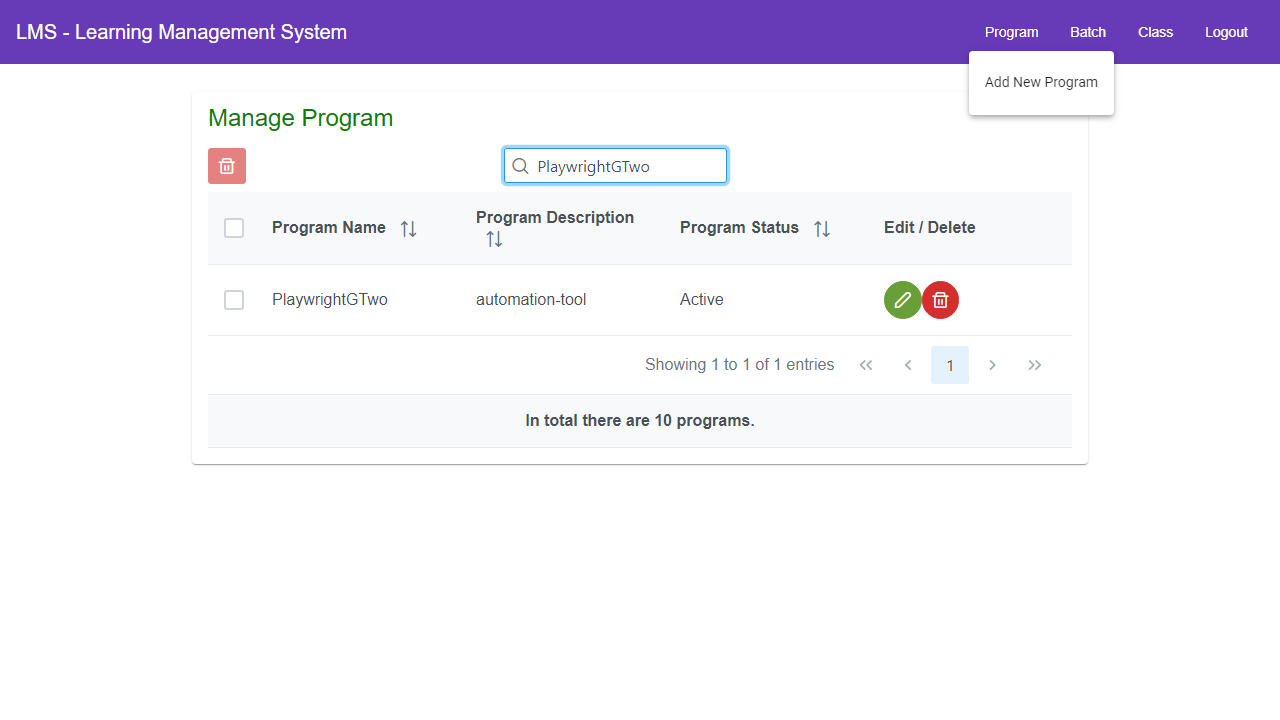 LMS - Learning Management System
Program Batch Class Logout
Add New Program
Manage Program
PlaywrightGTwo
Program Name Program Description Program Status Edit / Delete
PlaywrightGTwo automation-tool Active
Showing 1 to 1 of 1 entries 1
In total there are 10 programs.